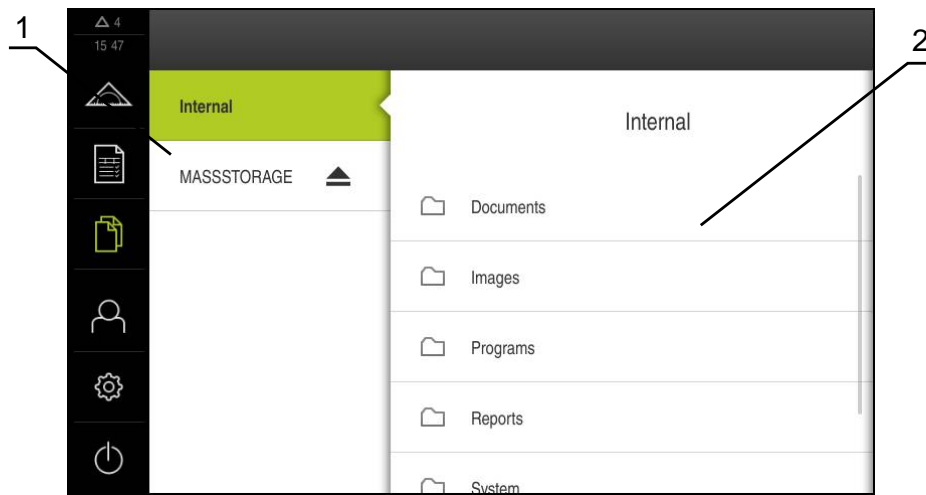 1
2
4
15 47
Internal
MASSSTORAGE
Internal
Documents
Images
Programs
Reports
System